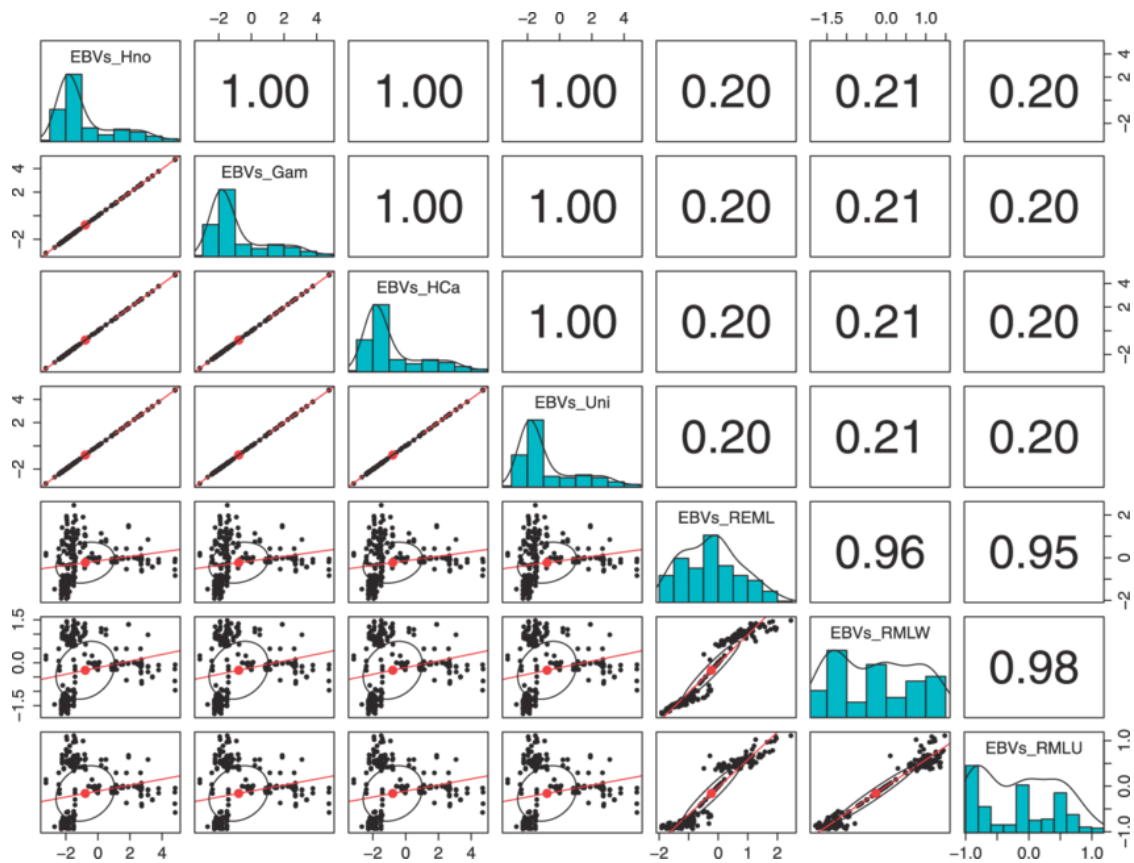 −2 0 2 4 −2 0 2 4 −1.5 0.0 1.0
EBVs_Hno 1.00 1.00 1.00 0.20 0.21 0.20 −2 0 2 4
−2 0 2 4 EBVs_Gam 1.00 1.00 0.20 0.21 0.20
EBVs_HCa 1.00 0.20 0.21 0.20 −2 0 2 4
−2 0 2 4 EBVs_Uni 0.20 0.21 0.20
EBVs_REML 0.96 0.95 −2 0 2
−1.5 0.0 1.5 EBVs_RMLW 0.98
EBVs_RMLU −1.0 0.0 1.0
−2 0 2 4 −2 0 2 4 −2 −1 0 1 2 −1.0 0.0 1.0